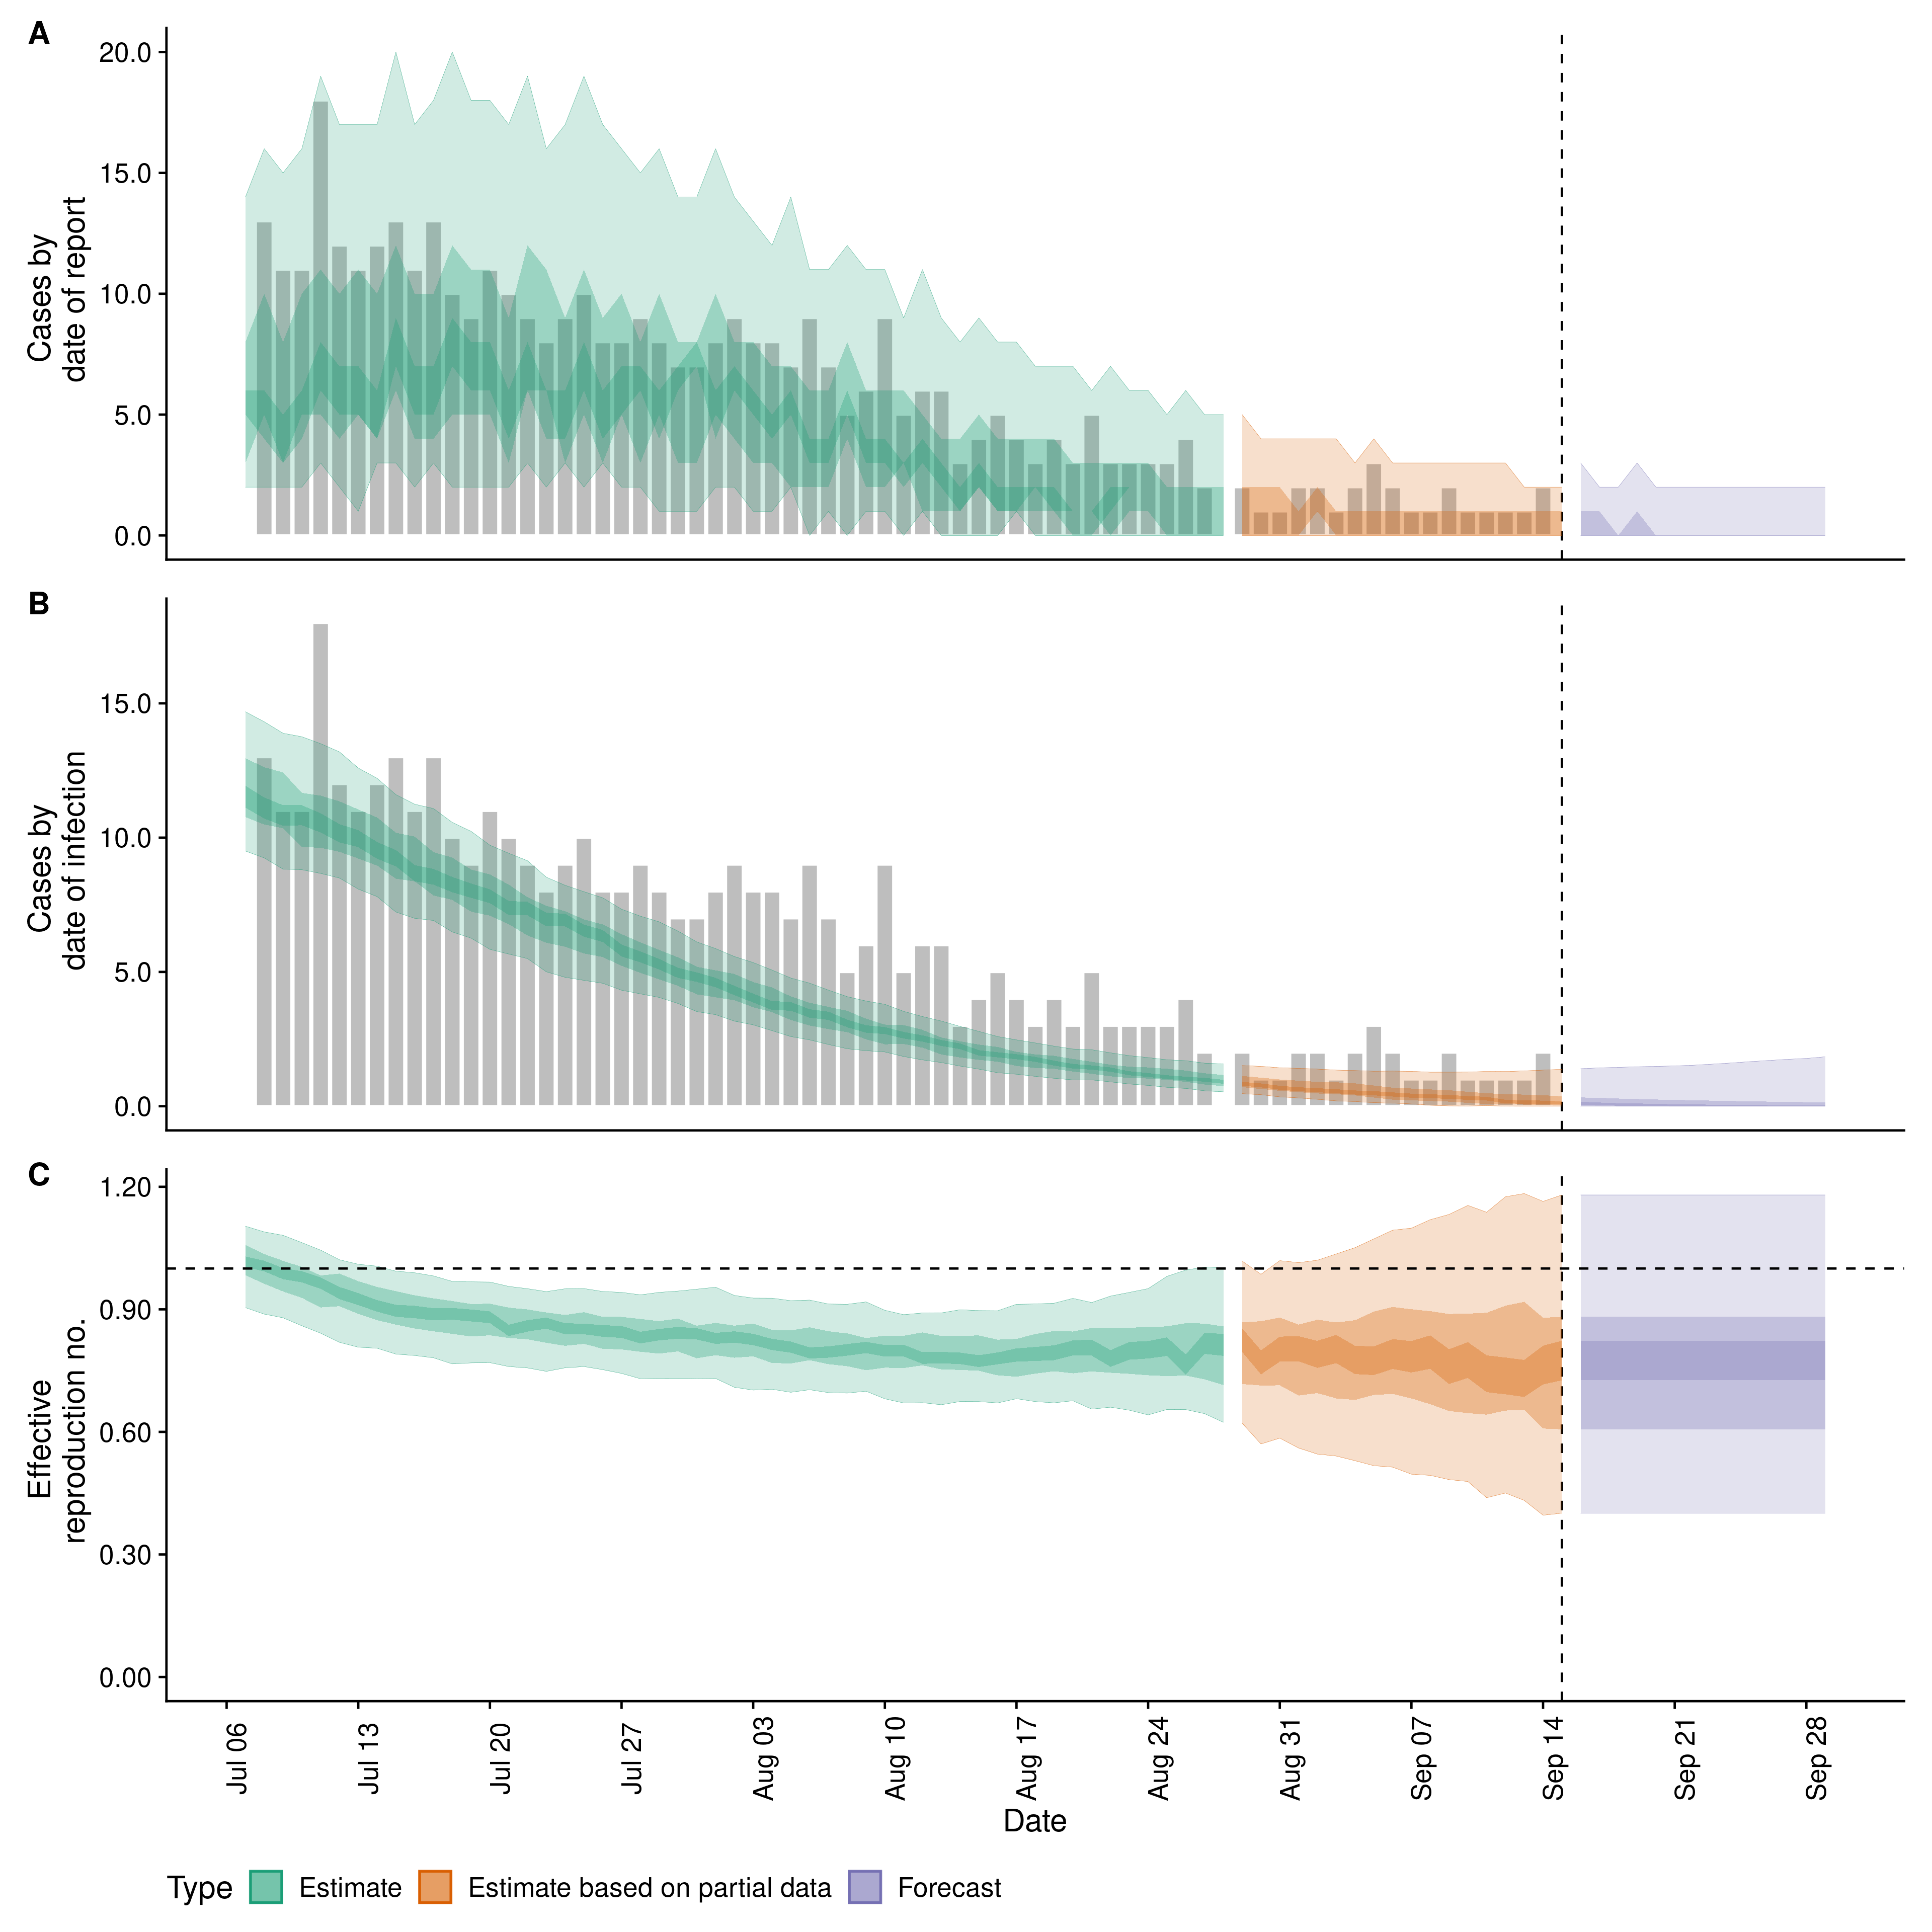 A
20.0
15.0
10.0
5.0
0.0
Cases by
date of report
B
15.0
10.0
5.0
0.0
Cases by
date of infection
C
1.20
0.90
0.60
0.30
0.00
Effective
reproduction no.
Jul 06
Jul 13
Jul 20
Jul 27
Aug 03
Aug 10
Aug 17
Aug 24
Aug 31
Sep 07
Sep 14
Sep 21
Sep 28
Date
Type Estimate Estimate based on partial data Forecast